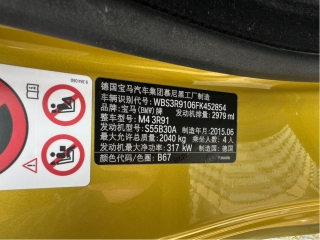 德国宝马汽车集团慕尼黑工厂制造
车辆识别代号: WBS3R9106FK452854
品牌: 宝马(BMW)牌 发动机排量: 2979 ml
整车型号: M4 3R91
发动机型号: S55B30A 制造年月: 2015.06
最大允许总质量: 2040 kg 乘坐人数: 4 人
发动机最大净功率: 317 kW 制造国: 德国
颜色代码/色圈: B67